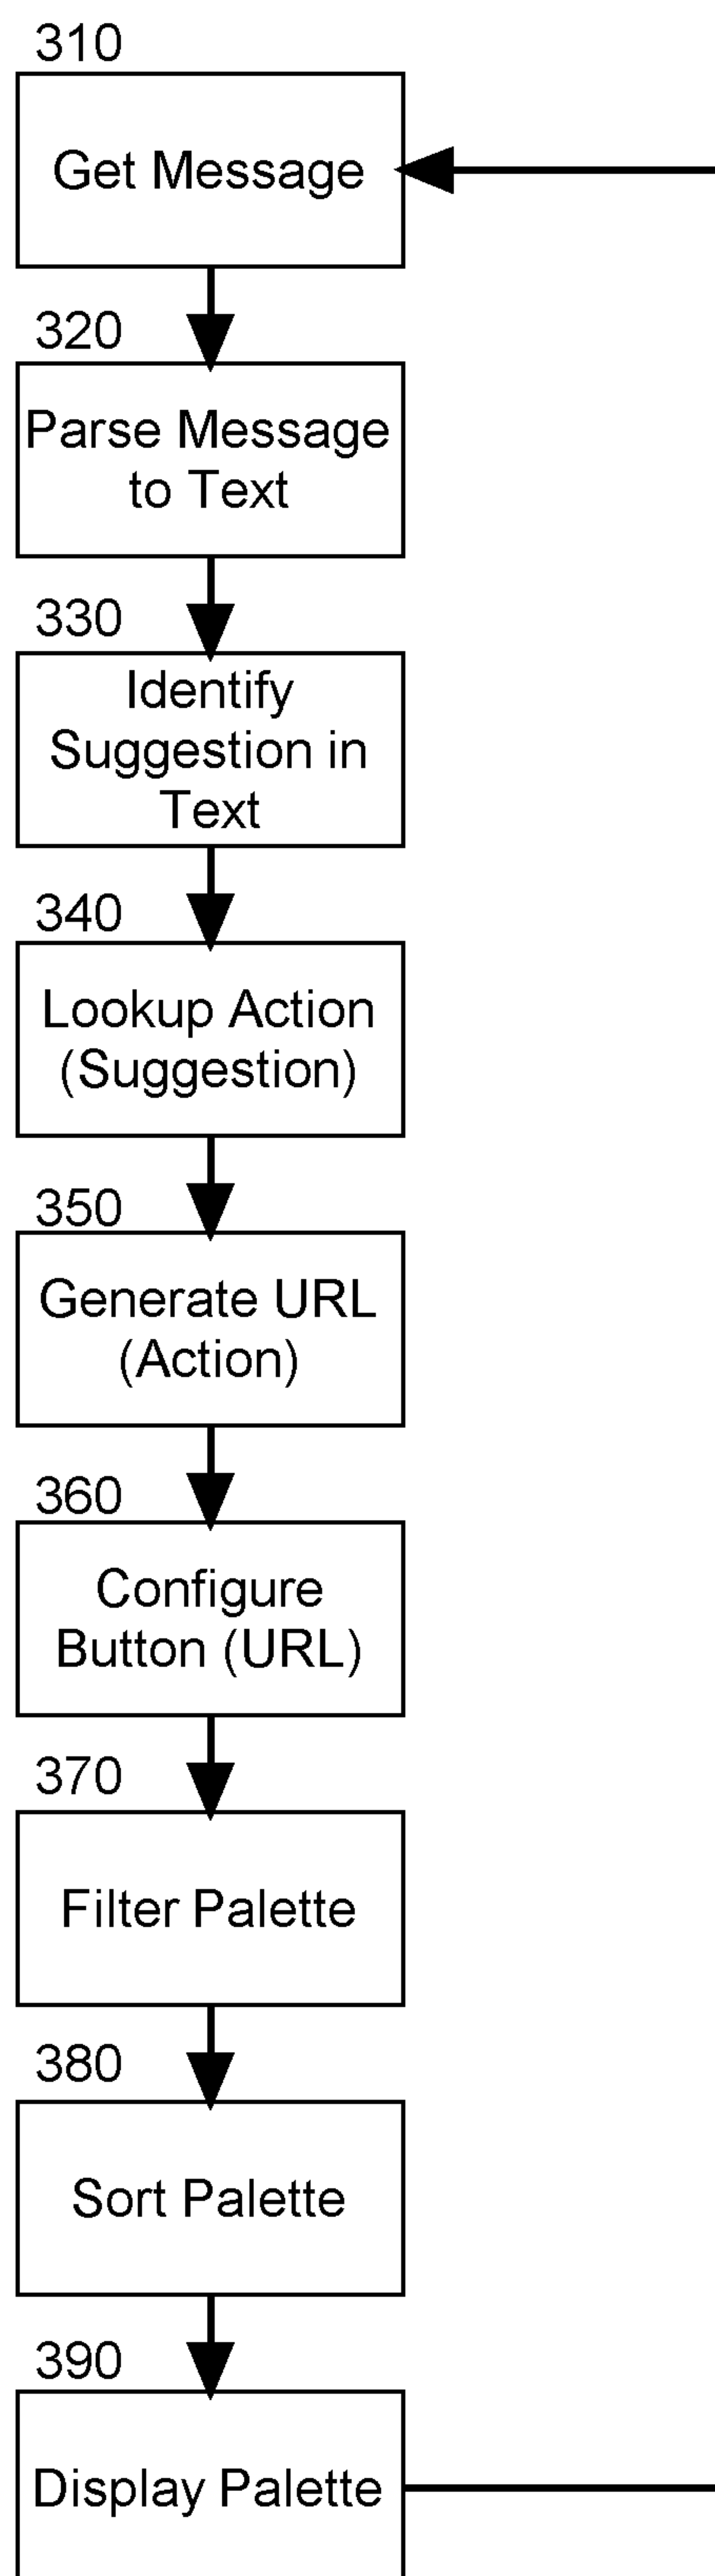 310
Get Message
320
Parse Message
to Text
330
Identify
Suggestion in
Text
340
Lookup Action
(Suggestion)
350
Generate URL
(Action)
360
Configure
Button (URL)
370
Filter Palette
380
Sort Palette
390
Display Palette